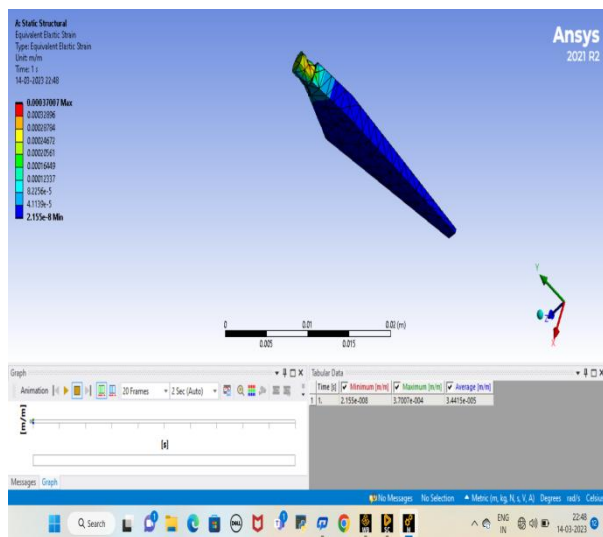 A: Static Structural
Equivalent Elastic Strain
Type: Equivalent Elastic Strain
Unit: m/m
Time: 1 s
14-03-2023 22:48
0.00037007 Max
0.00032896
0.00028784
0.00024672
0.00020561
0.00016449
0.00012337
8.2256e-5
4.1139e-5
2.155e-8 Min
Ansys
2021 R2
Y
Z
X
0 0.01 0.02 (m)
0.005 0.015
Graph
Animation 20 Frames 2 Sec (Auto)
[m/m]
[s]
Messages Graph
Tabular Data
Time [s] Minimum [m/m] Maximum [m/m] Average [m/m]
1 1. 2.155e-008 3.7007e-004 3.4415e-005
No Messages No Selection Metric (m, kg, N, s, V, A) Degrees rad/s Celsius
Search
DELL
ENG
IN
22:48
14-03-2023